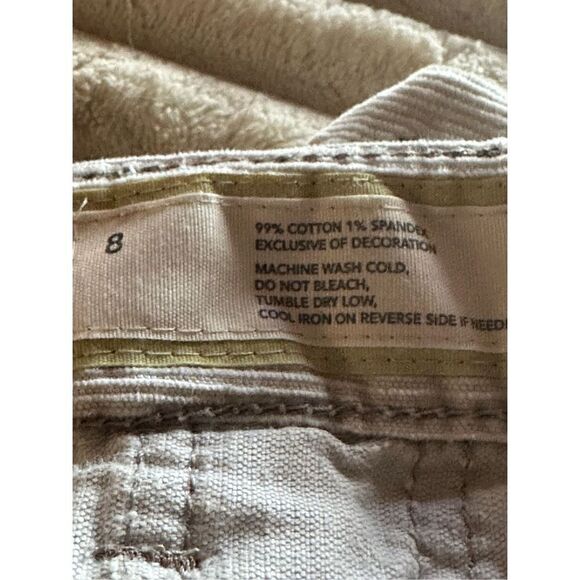 8
99% COTTON 1% SPANDEX
EXCLUSIVE OF DECORATION
MACHINE WASH COLD,
DO NOT BLEACH,
TUMBLE DRY LOW,
COOL IRON ON REVERSE SIDE IF NEEDE